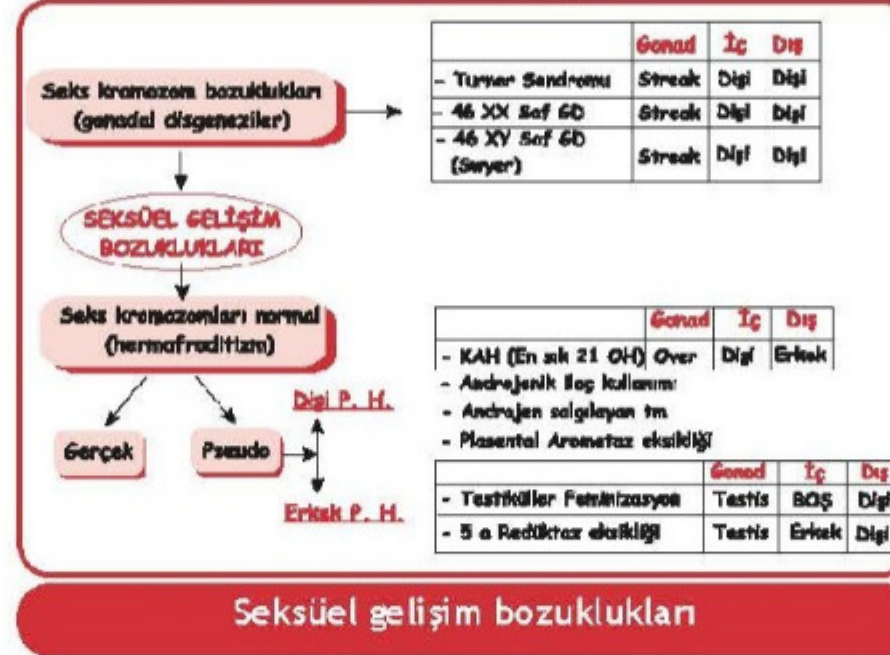 Gonad İç Dış
Seks kromozom bozuklukları
(gonadal disgeneziler)
- Turner Sendromu Streak Dişi Dişi
- 46 XX Saf GD Streak Dişi Dişi
- 46 XY Saf GD
(Swyer) Streak Dişi Dişi
SEKSÜEL GELİŞİM
BOZUKLUKLARI
Seks kromozomları normal
(hermafroditizm)
Gerçek
Pseudo
Dişi P. H.
Erkek P. H.
Gonad İç Dış
- KAH (En sık 21 OH) Over Dişi Erkek
- Androjenik ilaç kullanımı
- Androjen salgılayan tm
- Plasental Aromataz eksikliği
Gonad İç Dış
- Testiküller Feminizasyon Testis BOŞ Dişi
- 5 a Redüktaz eksikliği Testis Erkek Dişi
Seksüel gelişim bozuklukları